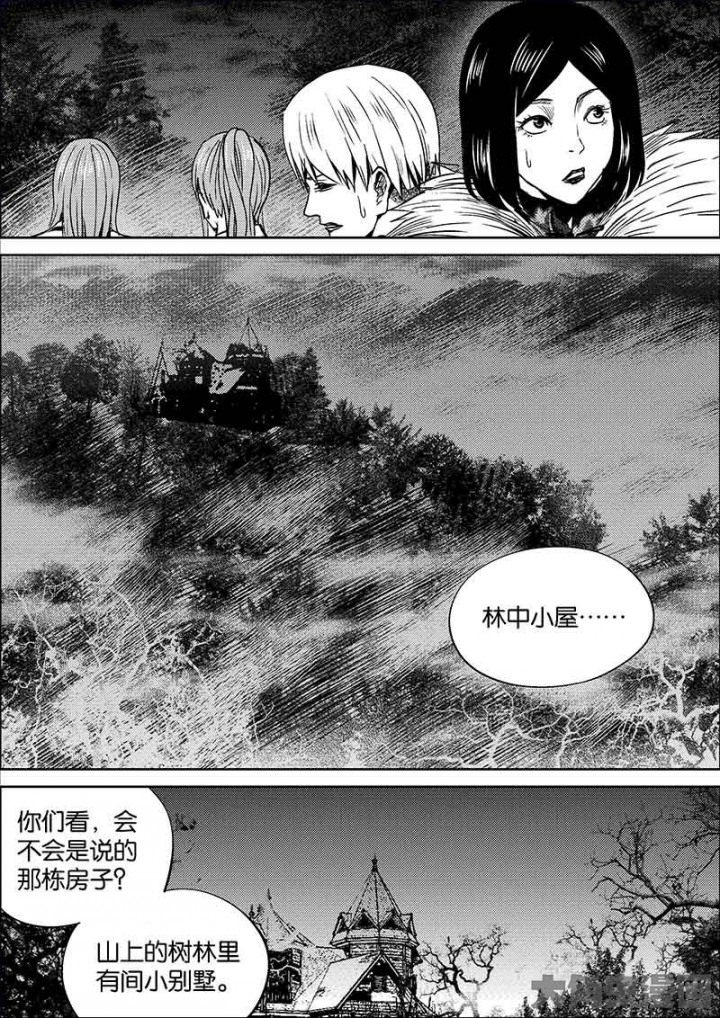 林中小屋……
你们看，会
不会是说的
那栋房子？
山上的树林里
有间小别墅。